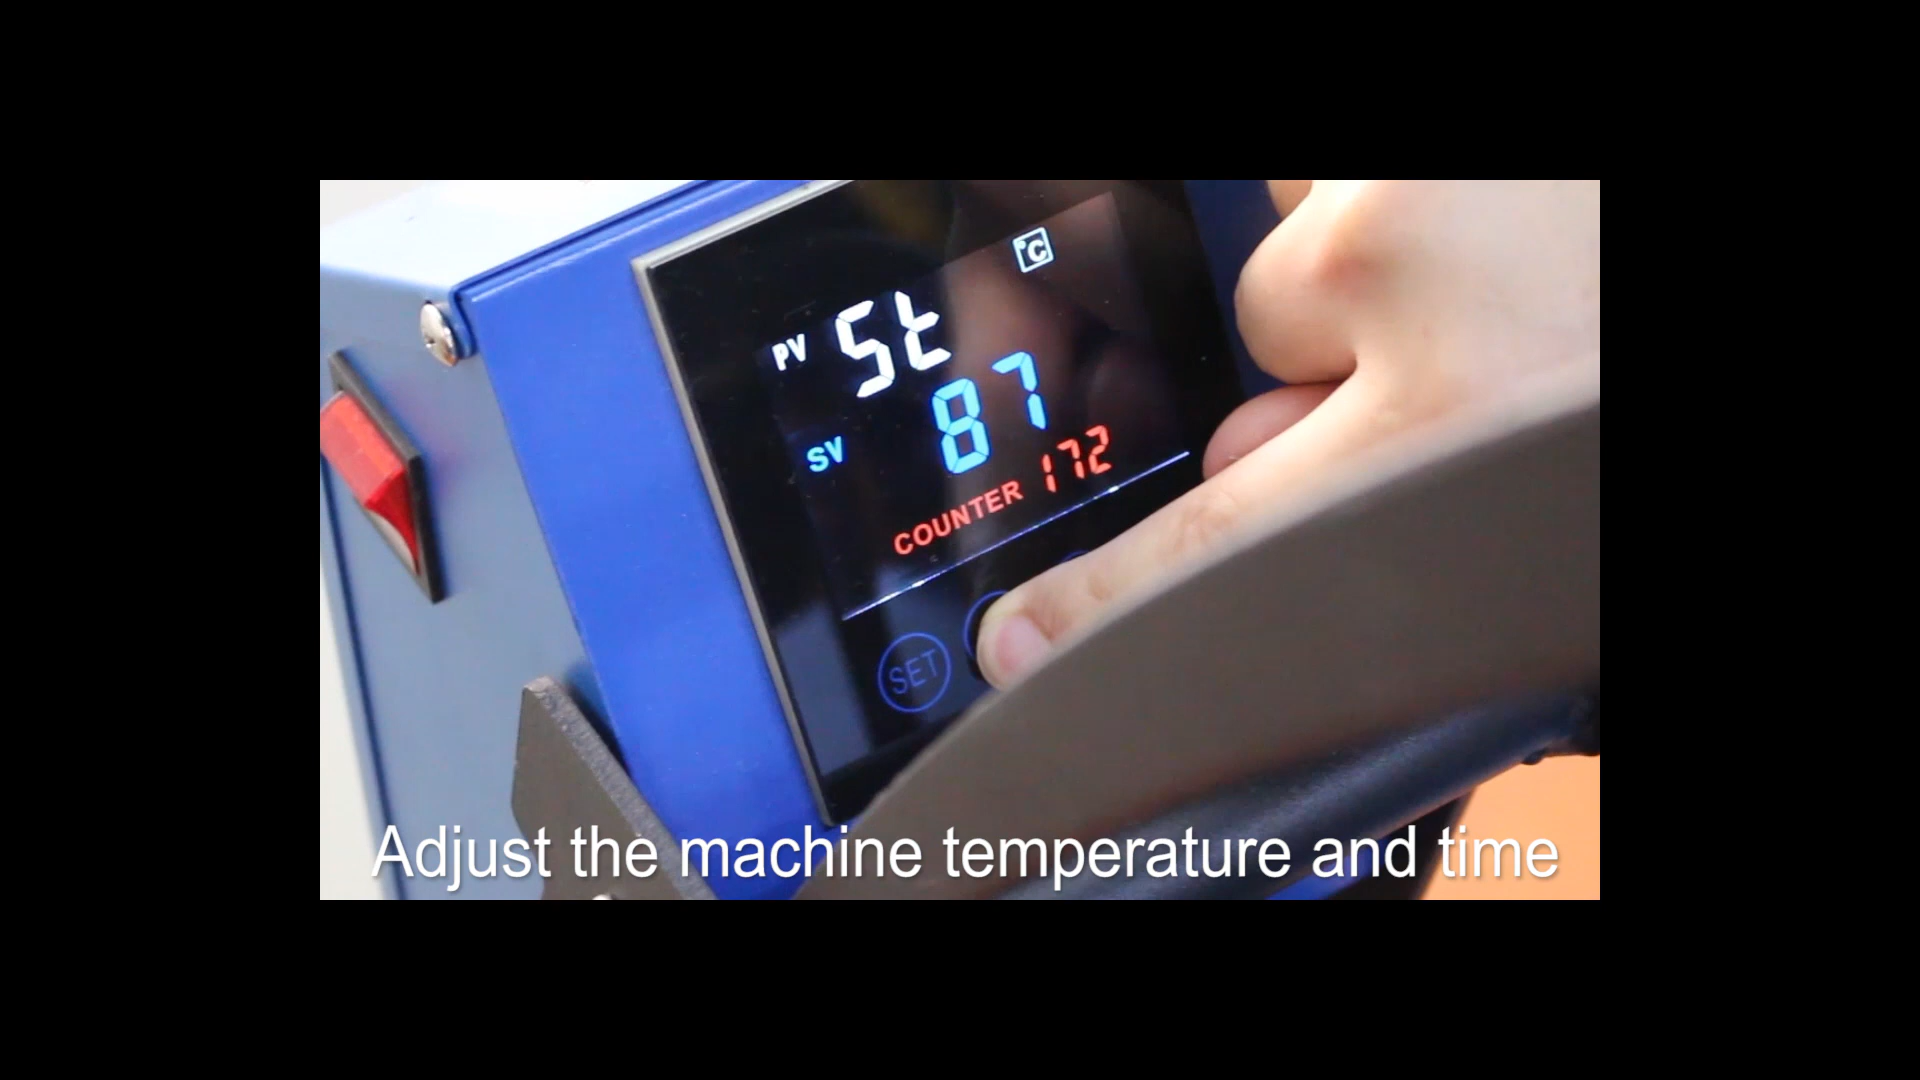 °C
PV St
SV 87
COUNTER 172
SET
Adjust the machine temperature and time